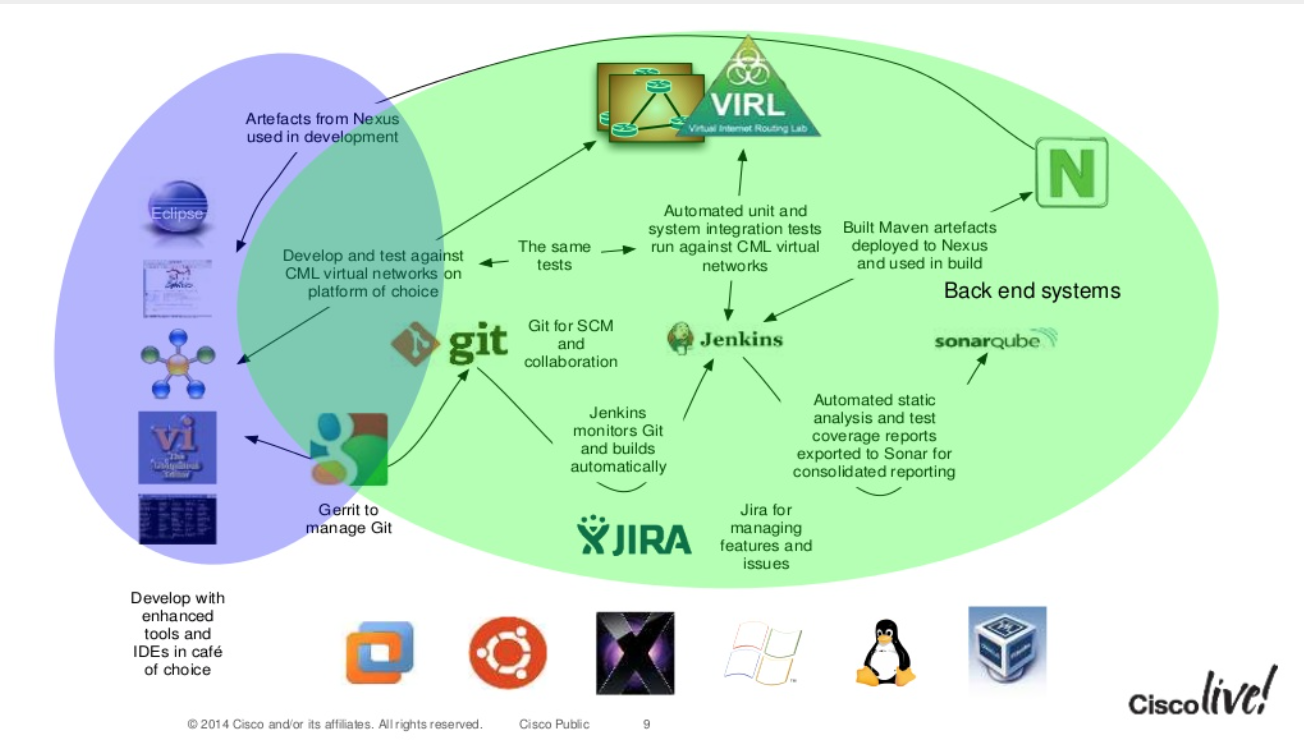 Artefacts from Nexus
used in development
VIRL
Virtual Internet Routing Lab
N
Eclipse
Automated unit and
system integration tests
run against CML virtual
networks
Built Maven artefacts
deployed to Nexus
and used in build
Develop and test against
CML virtual networks on
platform of choice
The same
tests
Back end systems
git
Git for SCM
and
collaboration
Jenkins
sonarqube
vi
Jenkins
monitors Git
and builds
automatically
Automated static
analysis and test
coverage reports
exported to Sonar for
consolidated reporting
Gerrit to
manage Git
JIRA
Jira for
managing
features and
issues
Develop with
enhanced
tools and
IDEs in café
of choice
X
Cisco live!
© 2014 Cisco and/or its affiliates. All rights reserved.
Cisco Public
9